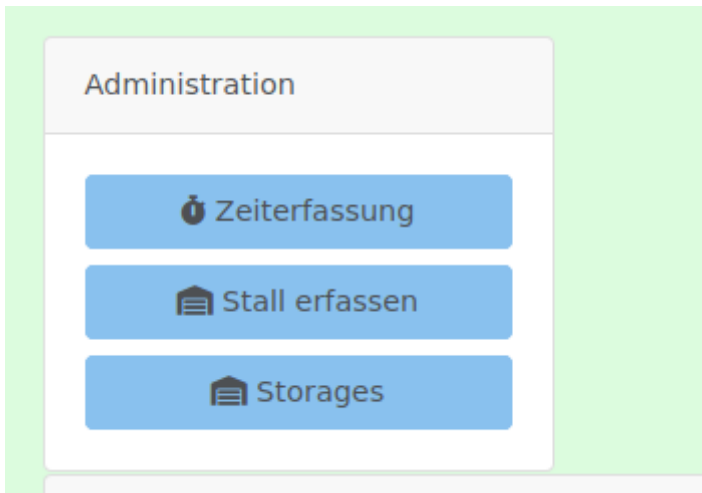 Administration
Zeiterfassung
Stall erfassen
Storages